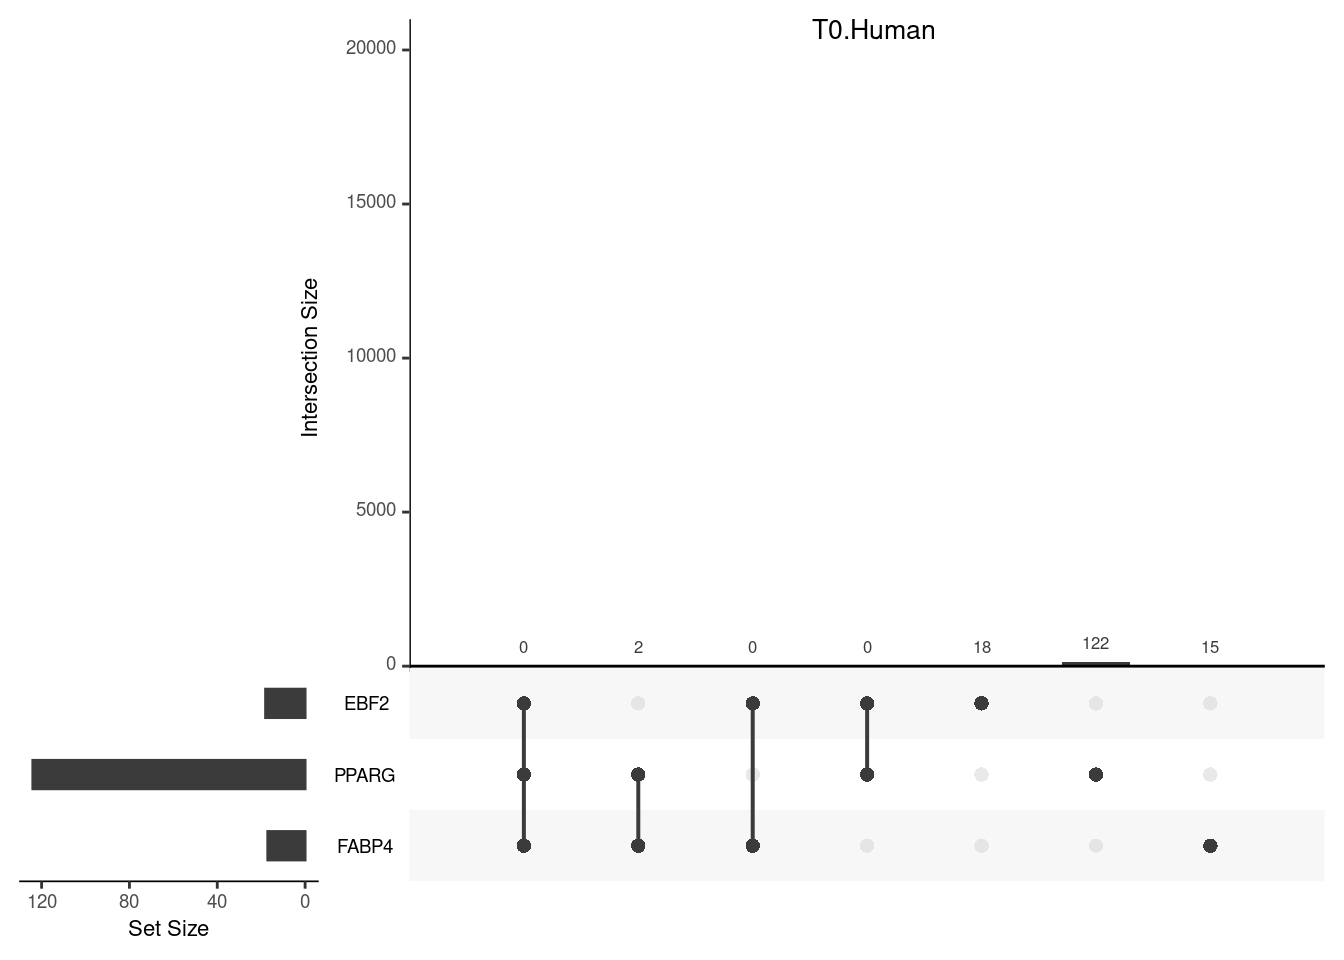 T0.Human
20000
15000
10000
5000
0
Intersection Size
0 2 0 0 18 122 15
EBF2
PPARG
FABP4
120 80 40 0
Set Size